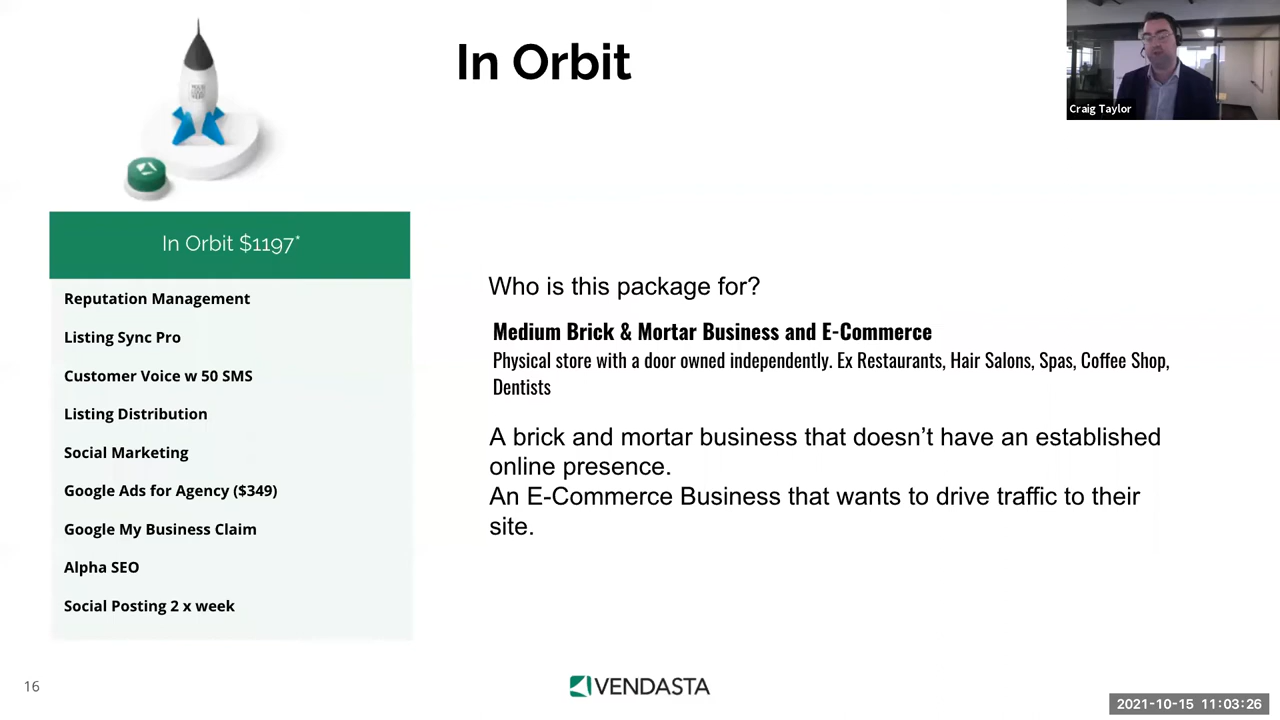 In Orbit
Craig Taylor
In Orbit $1197*
Reputation Management
Listing Sync Pro
Customer Voice w 50 SMS
Listing Distribution
Social Marketing
Google Ads for Agency ($349)
Google My Business Claim
Alpha SEO
Social Posting 2 x week
Who is this package for?
Medium Brick & Mortar Business and E-Commerce
Physical store with a door owned independently. Ex Restaurants, Hair Salons, Spas, Coffee Shop,
Dentists
A brick and mortar business that doesn’t have an established
online presence.
An E-Commerce Business that wants to drive traffic to their
site.
16
VENDASTA
2021-10-15 11:03:26